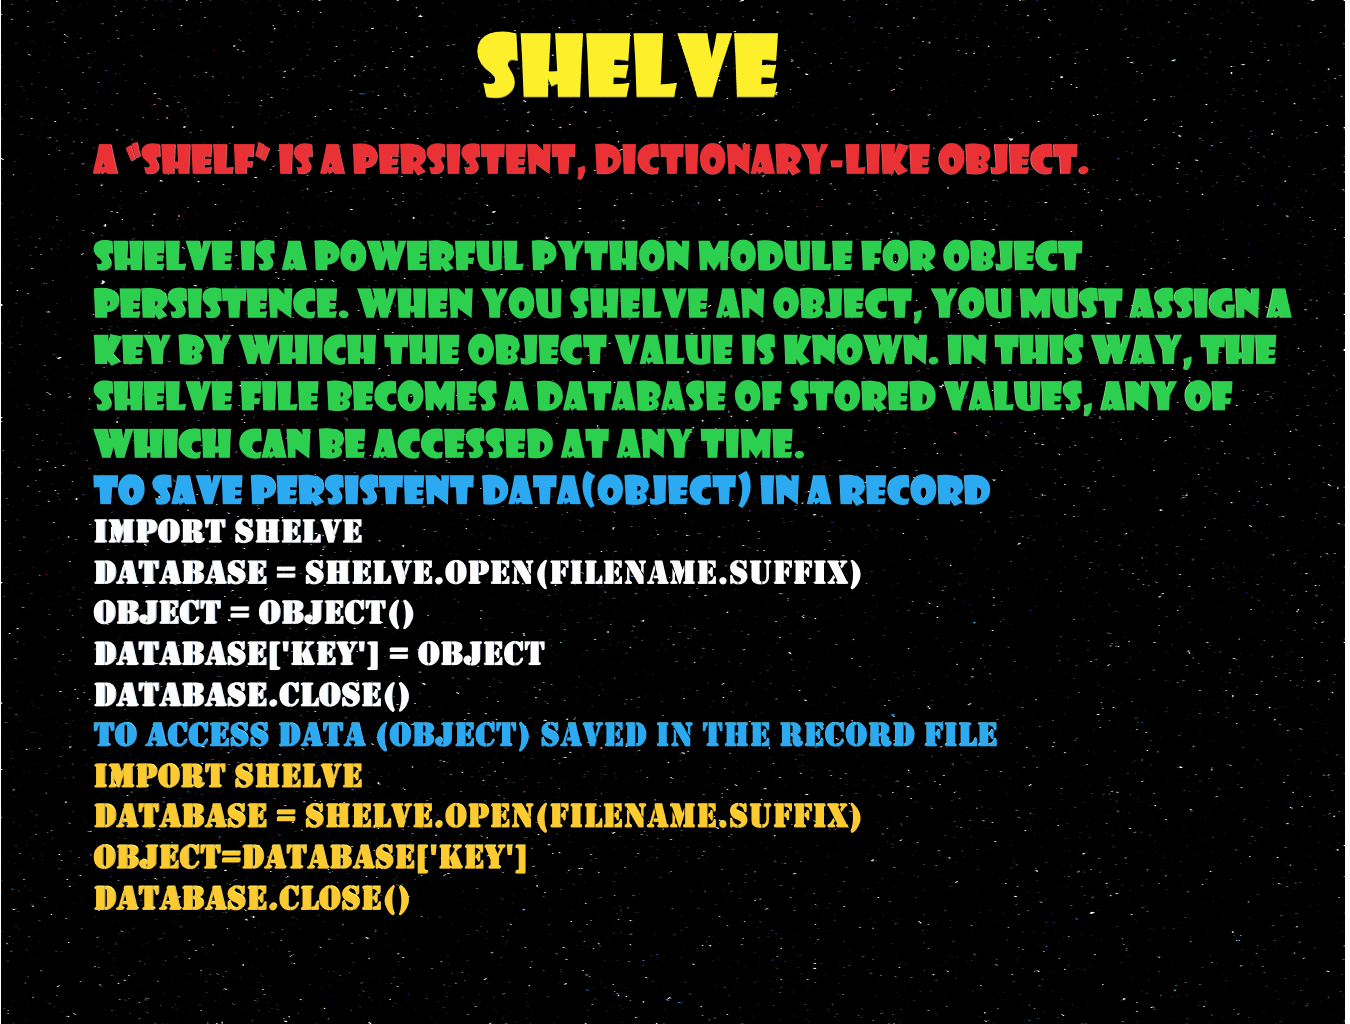 SHELVE
A "SHELF" IS A PERSISTENT, DICTIONARY-LIKE OBJECT.
SHELVE IS A POWERFUL PYTHON MODULE FOR OBJECT
PERSISTENCE. WHEN YOU SHELVE AN OBJECT, YOU MUST ASSIGN A
KEY BY WHICH THE OBJECT VALUE IS KNOWN. IN THIS WAY, THE
SHELVE FILE BECOMES A DATABASE OF STORED VALUES, ANY OF
WHICH CAN BE ACCESSED AT ANY TIME.
TO SAVE PERSISTENT DATA(OBJECT) IN A RECORD
IMPORT SHELVE
DATABASE = SHELVE.OPEN(FILENAME.SUFFIX)
OBJECT = OBJECT()
DATABASE['KEY'] = OBJECT
DATABASE.CLOSE()
TO ACCESS DATA (OBJECT) SAVED IN THE RECORD FILE
IMPORT SHELVE
DATABASE = SHELVE.OPEN(FILENAME.SUFFIX)
OBJECT=DATABASE['KEY']
DATABASE.CLOSE()